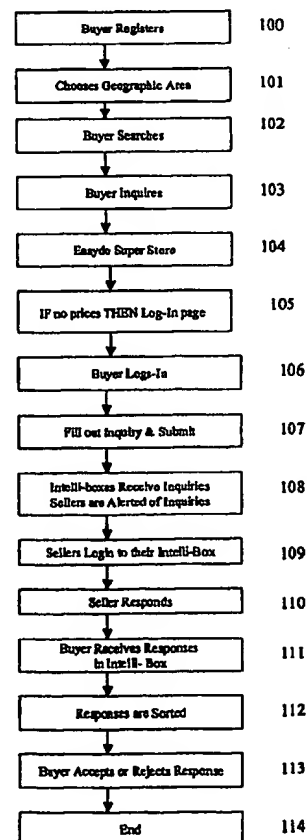 Buyer Registers 100
Chooses Geographic Area 101
102
Buyer Searches
Buyer Inquires 103
Easydo Super Store 104
IF no prices THEN Log-In page 105
Buyer Logs-In 106
Fill out Inquiry & Submit 107
Intelli-boxes Receive Inquiries 108
Sellers are Alerted of Inquiries
Sellers Login to their Intelli-Box 109
Seller Responds 110
Buyer Receives Responses 111
in Intelli- Box
Responses are Sorted 112
Buyer Accepts or Rejects Response 113
End 114